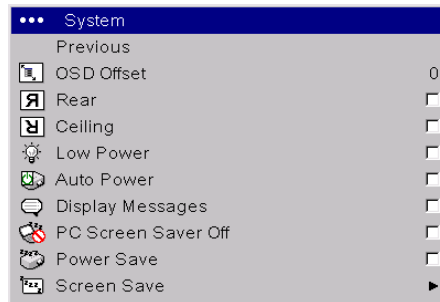 System
Previous
OSD Offset 0
Rear
Ceiling
Low Power
Auto Power
Display Messages
PC Screen Saver Off
Power Save
Screen Save